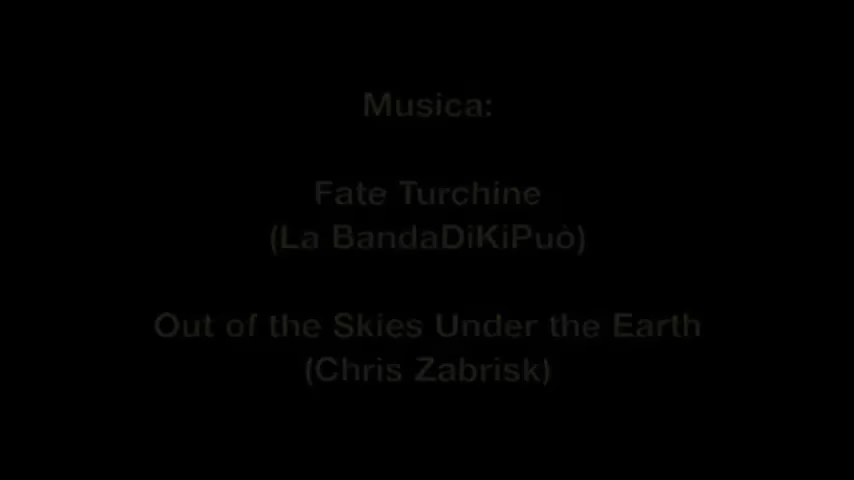 Musica:
Fate Turchine
(La BandaDiKiPuò)
Out of the Skies Under the Earth
(Chris Zabrisk)